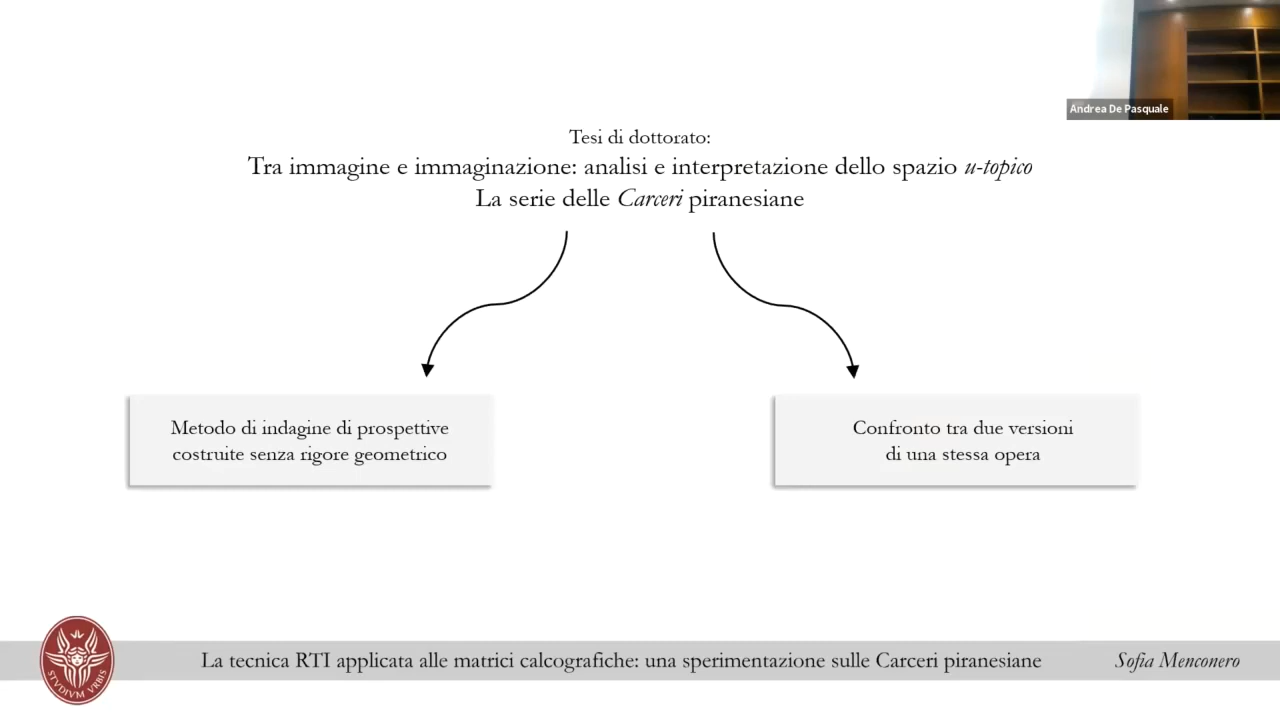 Andrea De Pasquale
Tesi di dottorato:
Tra immagine e immaginazione: analisi e interpretazione dello spazio u-topico
La serie delle Carceri piranesiane
Metodo di indagine di prospettive
costruite senza rigore geometrico
Confronto tra due versioni
di una stessa opera
STVDIVM VRBIS
La tecnica RTI applicata alle matrici calcografiche: una sperimentazione sulle Carceri piranesiane
Sofia Menconero